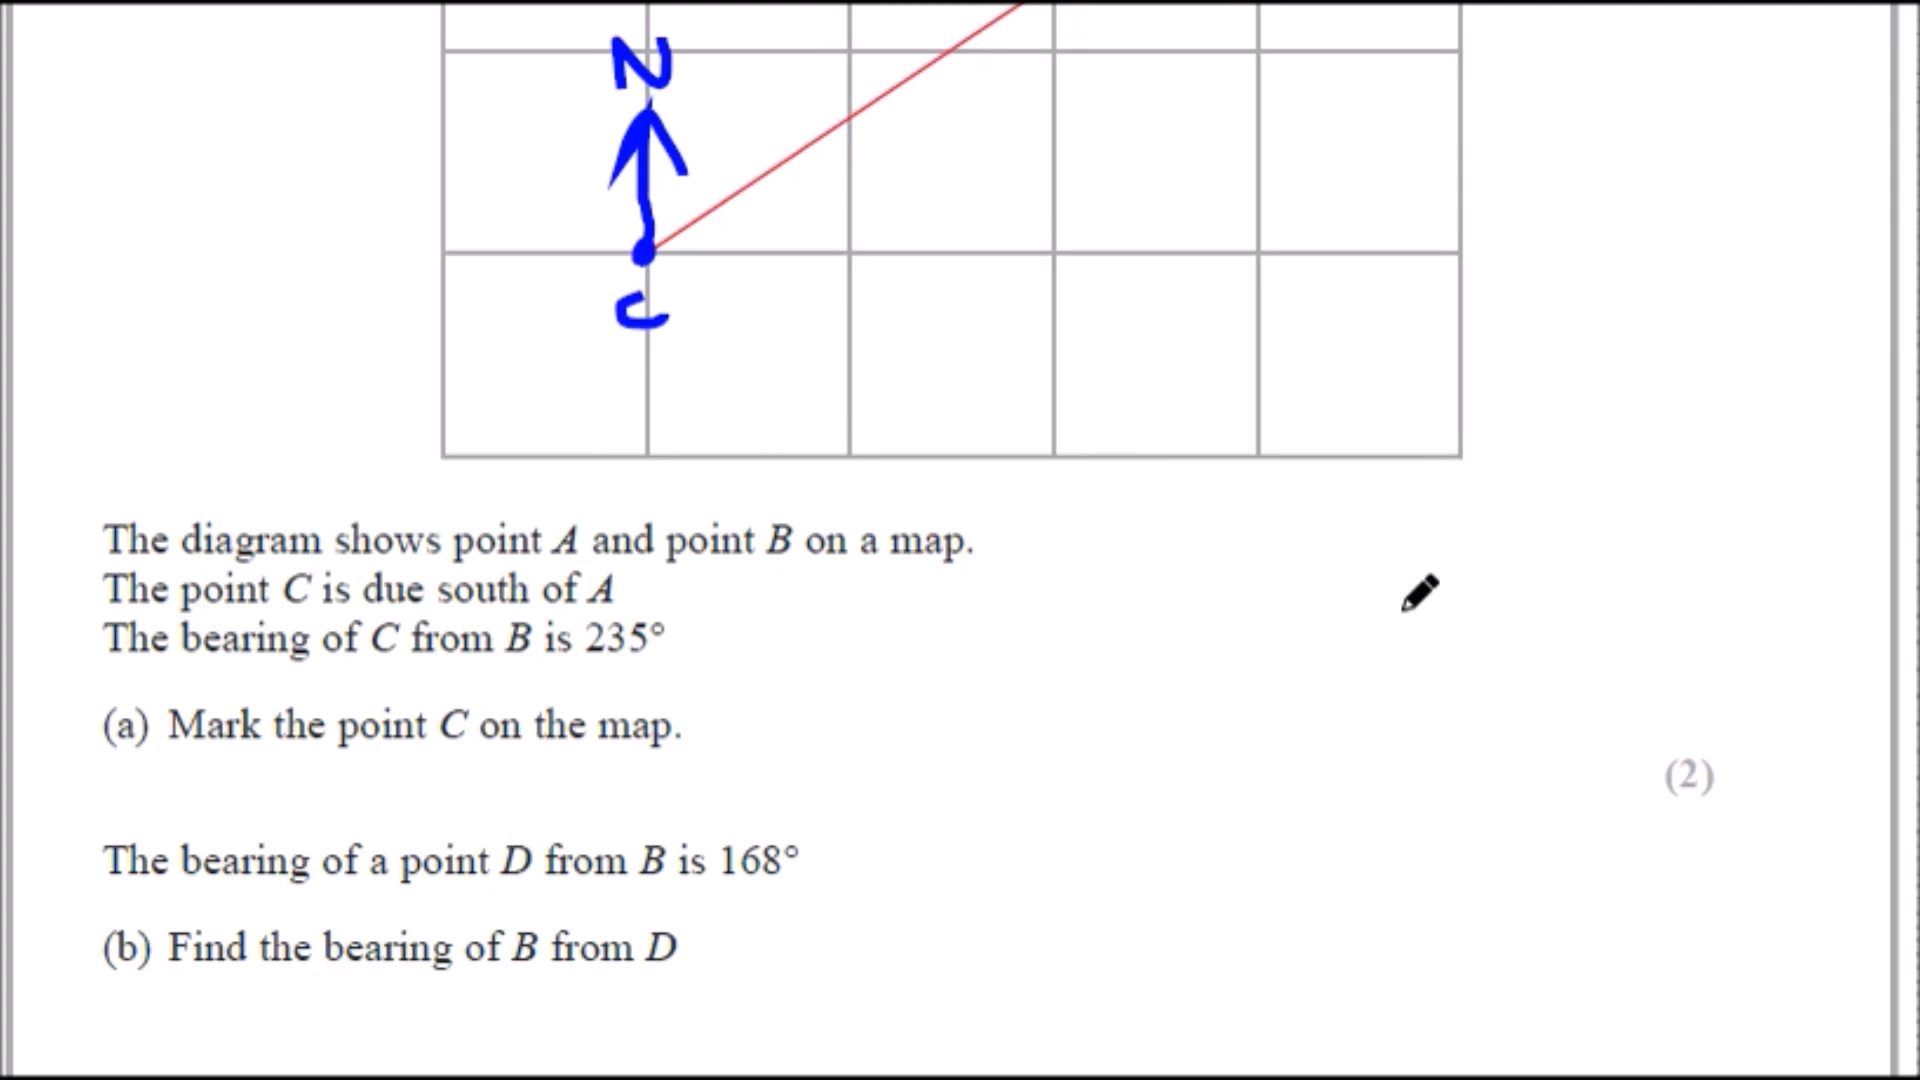 N
C
The diagram shows point A and point B on a map.
The point C is due south of A
The bearing of C from B is 235°
(a) Mark the point C on the map.
(2)
The bearing of a point D from B is 168°
(b) Find the bearing of B from D